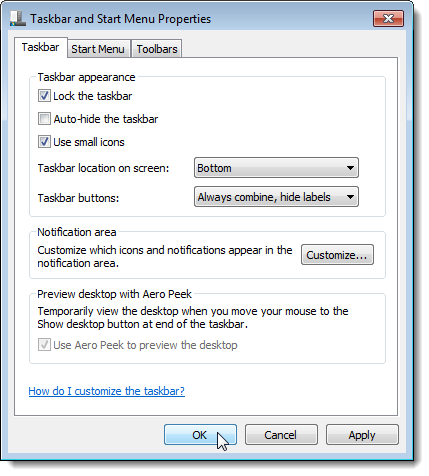 Taskbar and Start Menu Properties
Taskbar Start Menu Toolbars
Taskbar appearance
Lock the taskbar
Auto-hide the taskbar
Use small icons
Taskbar location on screen: Bottom
Taskbar buttons: Always combine, hide labels
Notification area
Customize which icons and notifications appear in the
notification area.
Customize...
Preview desktop with Aero Peek
Temporarily view the desktop when you move your mouse to the
Show desktop button at end of the taskbar.
Use Aero Peek to preview the desktop
How do I customize the taskbar?
OK Cancel Apply